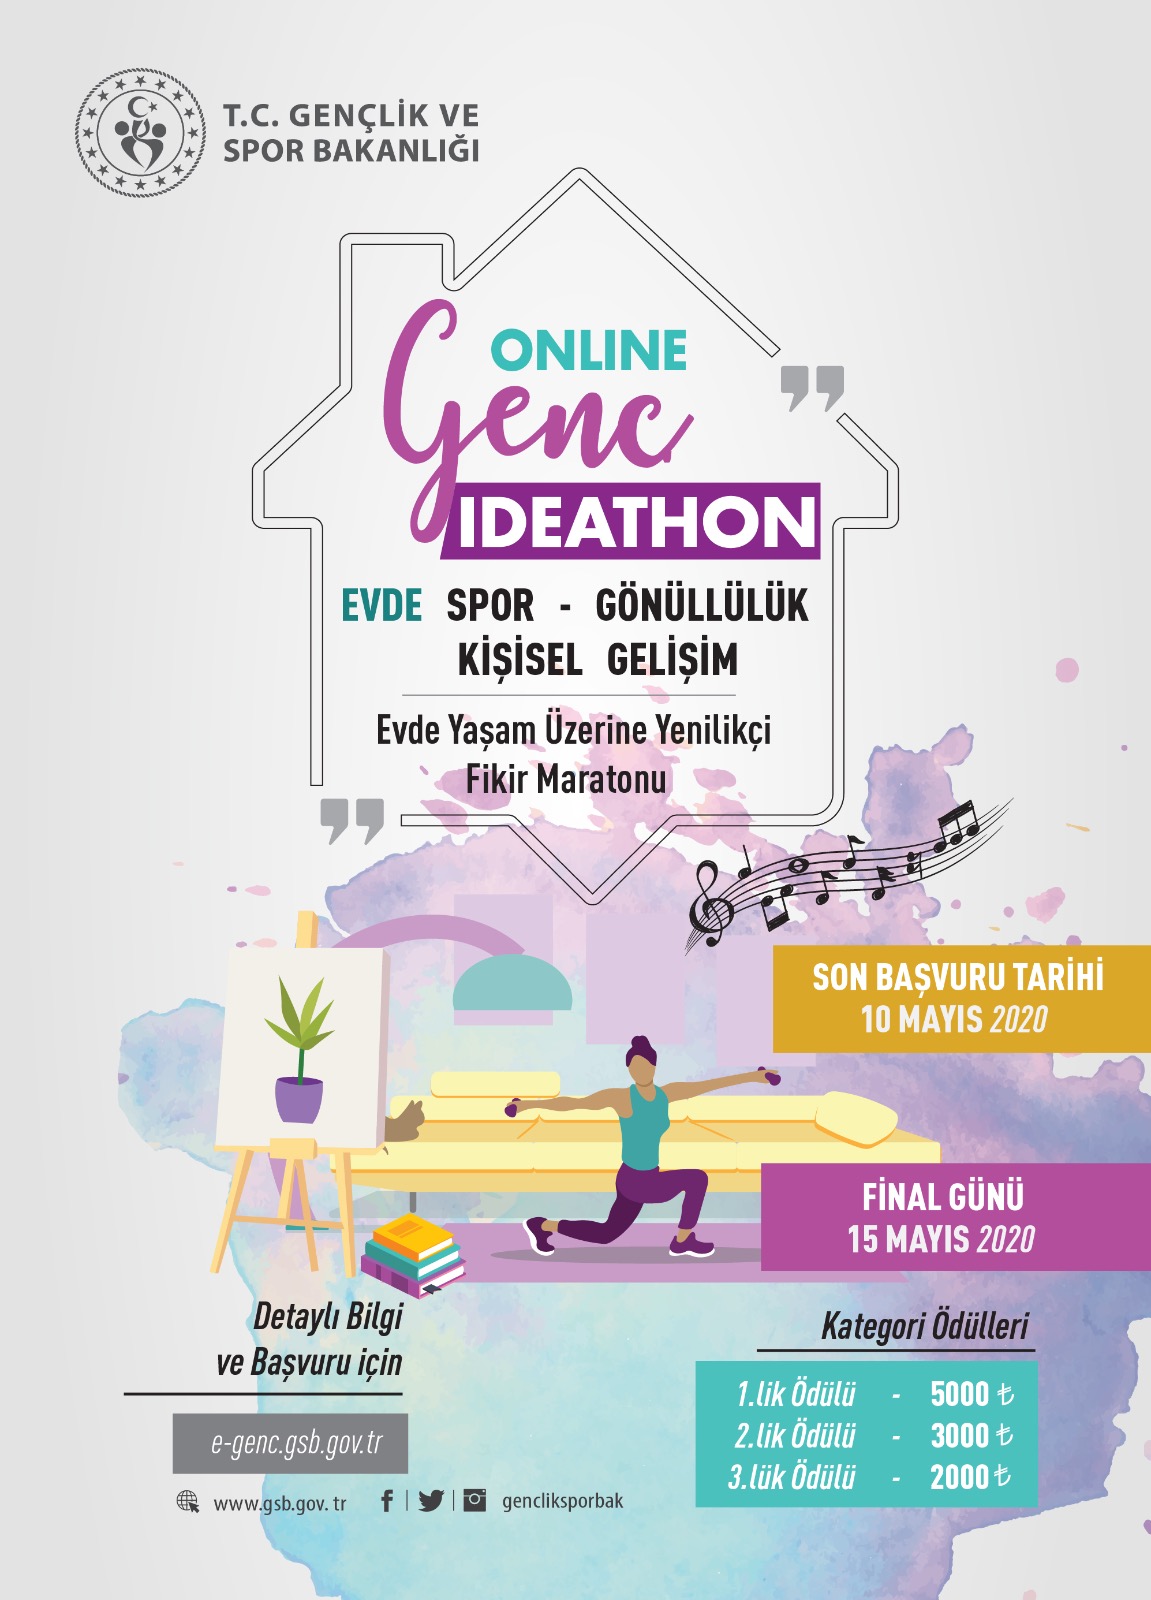 T.C. GENÇLİK VE
SPOR BAKANLIĞI
ONLINE
Genç
IDEATHON
EVDE SPOR - GÖNÜLLÜLÜK
KİŞİSEL GELİŞİM
Evde Yaşam Üzerine Yenilikçi
Fikir Maratonu
SON BAŞVURU TARİHİ
10 MAYIS 2020
FİNAL GÜNÜ
15 MAYIS 2020
Detaylı Bilgi
ve Başvuru için
e-genc.gsb.gov.tr
www.gsb.gov. tr
gencliksporbak
Kategori Ödülleri
1.lik Ödülü - 5000 ₺
2.lik Ödülü - 3000 ₺
3.lük Ödülü - 2000 ₺